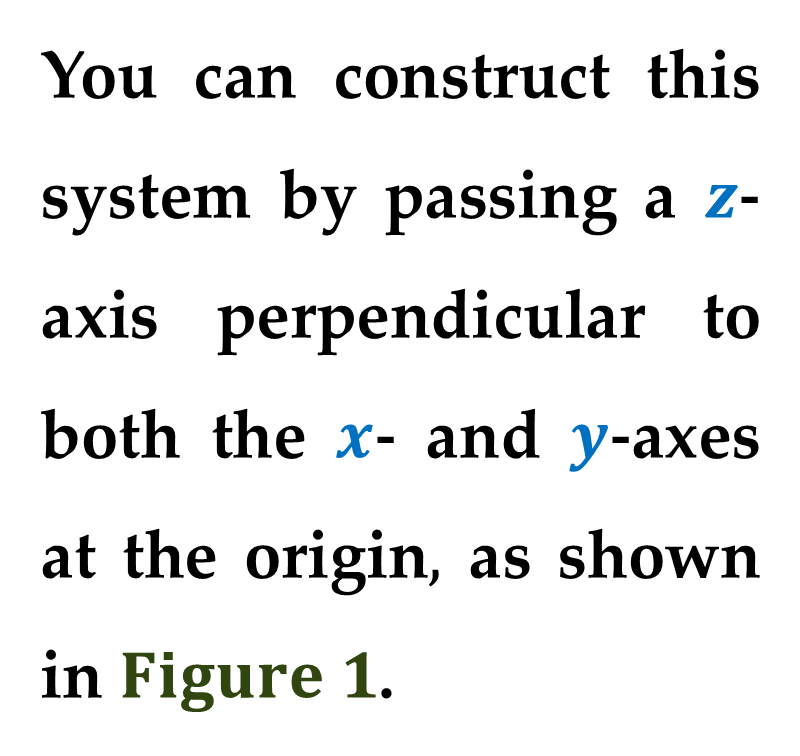 You can construct this
system by passing a z-
axis perpendicular to
both the x- and y-axes
at the origin, as shown
in Figure 1.